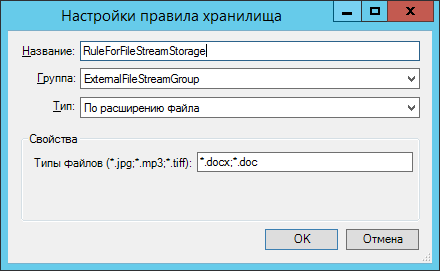 Настройки правила хранилища
Название: RuleForFileStreamStorage
Группа: ExternalFileStreamGroup
Тип: По расширению файла
Свойства
Типы файлов (*.jpg;*.mp3;*.tiff): *.docx;*.doc
OK Отмена